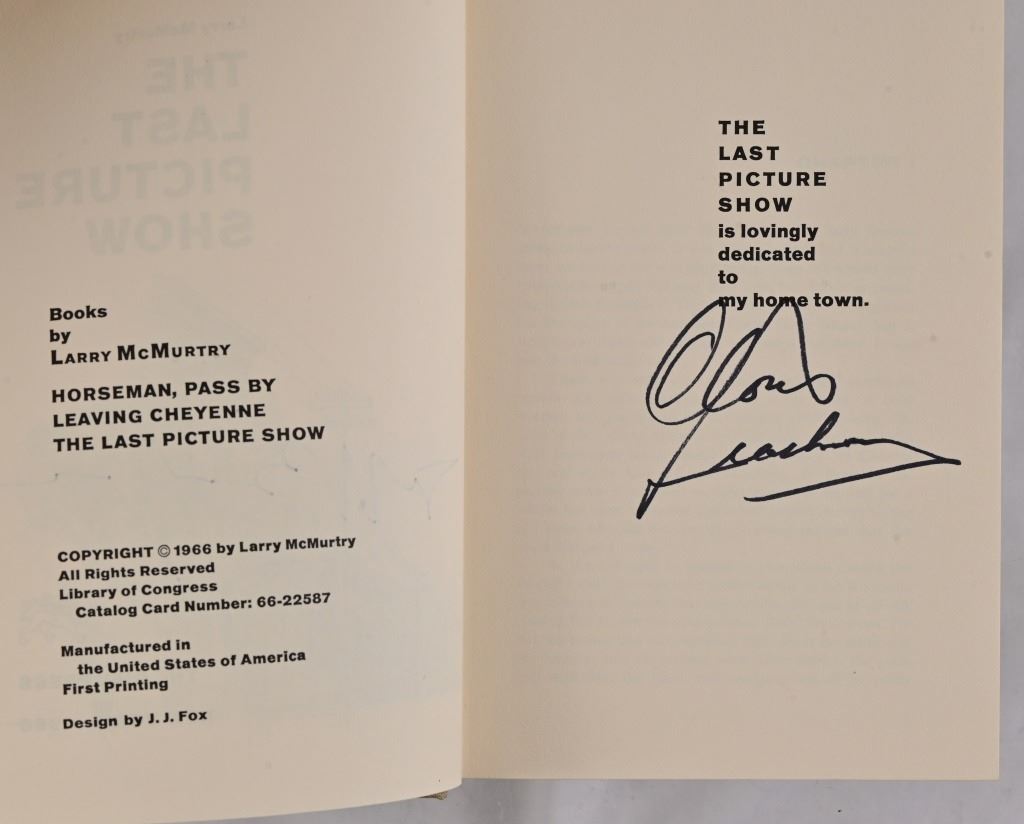 Books
by
LARRY MCMURTRY
HORSEMAN, PASS BY
LEAVING CHEYENNE
THE LAST PICTURE SHOW
COPYRIGHT © 1966 by Larry McMurtry
All Rights Reserved
Library of Congress
Catalog Card Number: 66-22587
Manufactured in
the United States of America
First Printing
Design by J. J. Fox
THE
LAST
PICTURE
SHOW
is lovingly
dedicated
to
my home town.
Cloris
Leachman